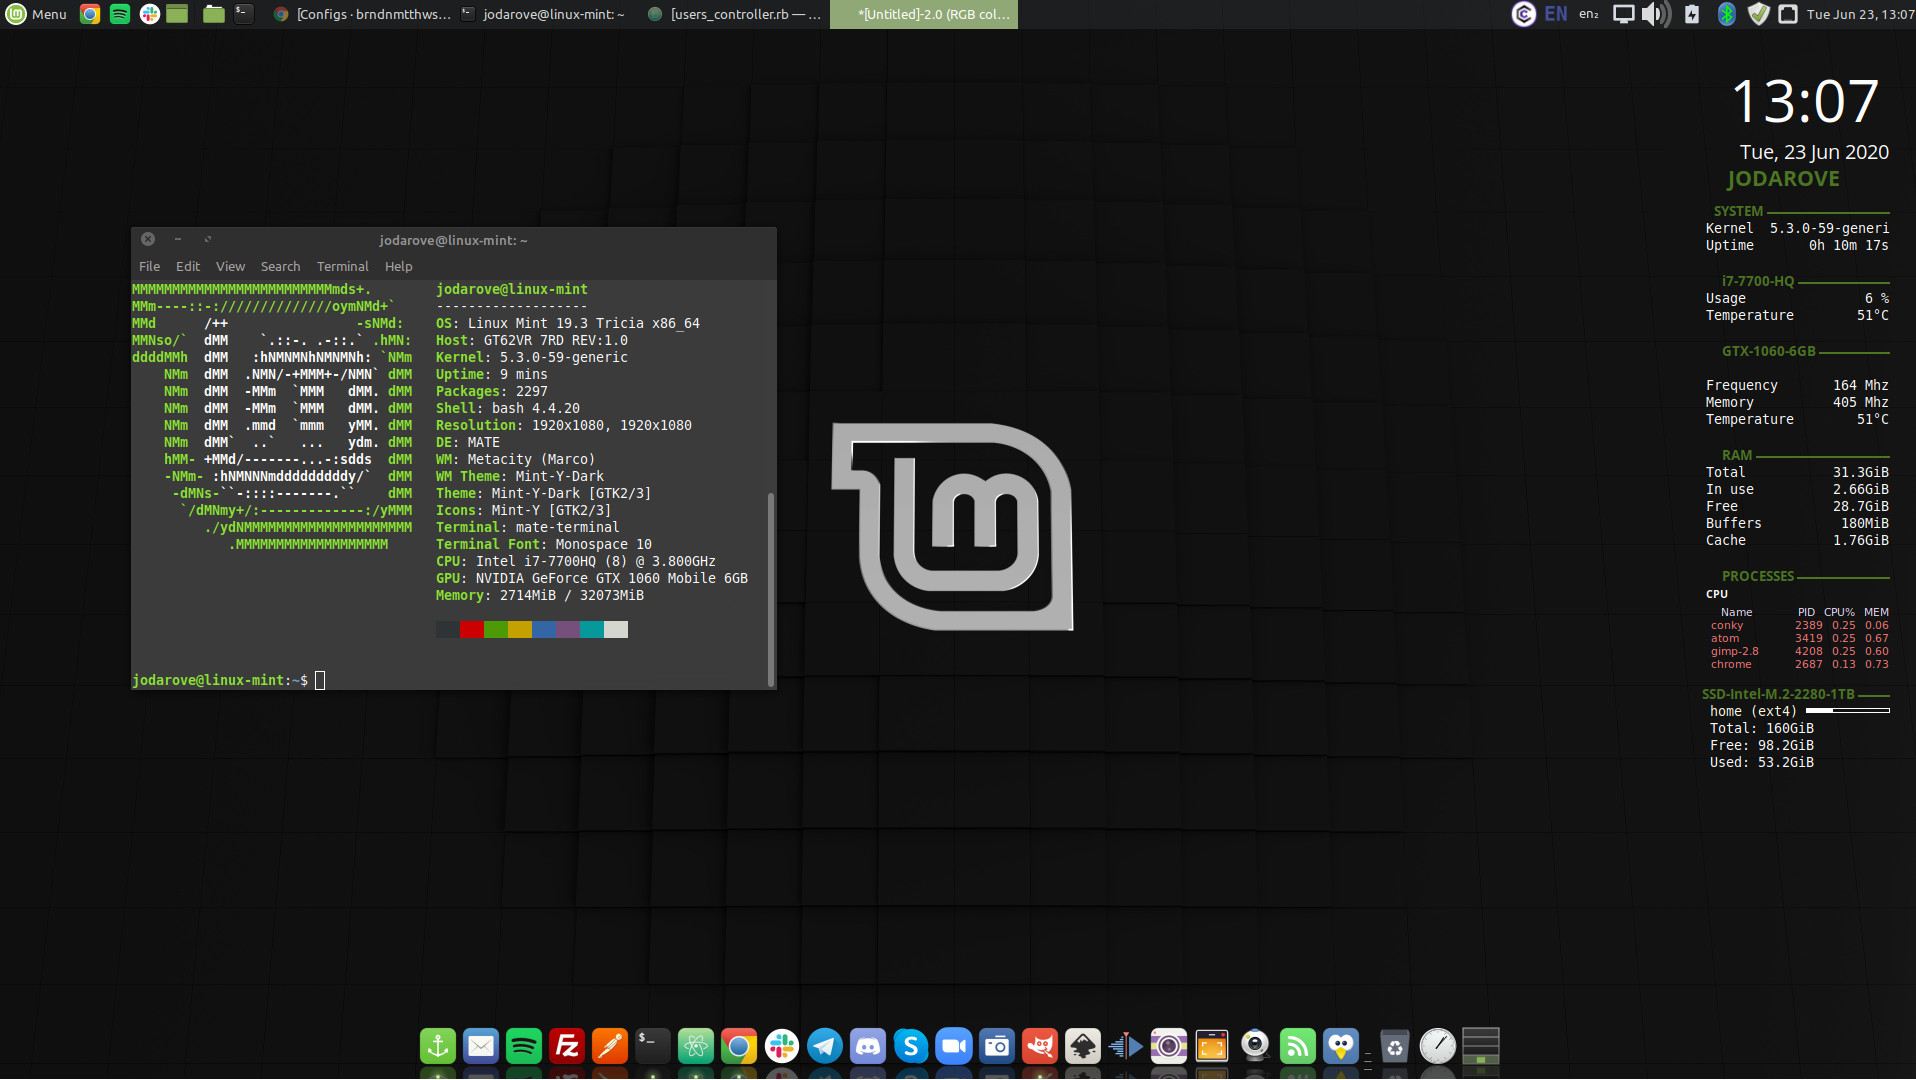 Menu
[Configs · brndnmtthws...
jodarove@linux-mint: ~
[users_controller.rb — ...
*[Untitled]-2.0 (RGB col...
EN
en₂
Tue Jun 23, 13:07
13:07
Tue, 23 Jun 2020
JODAROVE
SYSTEM
Kernel 5.3.0-59-generi
Uptime 0h 10m 17s
i7-7700-HQ
Usage 6 %
Temperature 51°C
GTX-1060-6GB
Frequency 164 Mhz
Memory 405 Mhz
Temperature 51°C
RAM
Total 31.3GiB
In use 2.66GiB
Free 28.7GiB
Buffers 180MiB
Cache 1.76GiB
PROCESSES
CPU
Name PID CPU% MEM
conky 2389 0.25 0.06
atom 3419 0.25 0.67
gimp-2.8 4208 0.25 0.60
chrome 2687 0.13 0.73
SSD-Intel-M.2-2280-1TB
home (ext4)
Total: 160GiB
Free: 98.2GiB
Used: 53.2GiB
jodarove@linux-mint: ~
File Edit View Search Terminal Help
MMMMMMMMMMMMMMMMMMMMMMMMMmds+. jodarove@linux-mint
MMm----::-://////////////oymNMd+` -------------------
MMd /++ -sNMd: OS: Linux Mint 19.3 Tricia x86_64
MMNso/` dMM `.::-. .-::.` .hMN: Host: GT62VR 7RD REV:1.0
ddddMMh dMM :hNMNMNhNMNMNh: `NMm Kernel: 5.3.0-59-generic
NMm dMM .NMN/-+MMM+-/NMN` dMM Uptime: 9 mins
NMm dMM -MMm `MMM dMM. dMM Packages: 2297
NMm dMM -MMm `MMM dMM. dMM Shell: bash 4.4.20
NMm dMM .mmd `mmm yMM. dMM Resolution: 1920x1080, 1920x1080
NMm dMM` ..` ... ydm. dMM DE: MATE
hMM- +MMd/-------...-:sdds dMM WM: Metacity (Marco)
-NMm- :hNMNNNmdddddddddy/` dMM WM Theme: Mint-Y-Dark
-dMNs-``-::::-------.`` dMM Theme: Mint-Y-Dark [GTK2/3]
`/dMNmy+/:-------------:/yMMM Icons: Mint-Y [GTK2/3]
./ydNMMMMMMMMMMMMMMMMMMMMM Terminal: mate-terminal
.MMMMMMMMMMMMMMMMMMM Terminal Font: Monospace 10
CPU: Intel i7-7700HQ (8) @ 3.800GHz
GPU: NVIDIA GeForce GTX 1060 Mobile 6GB
Memory: 2714MiB / 32073MiB
jodarove@linux-mint:~$